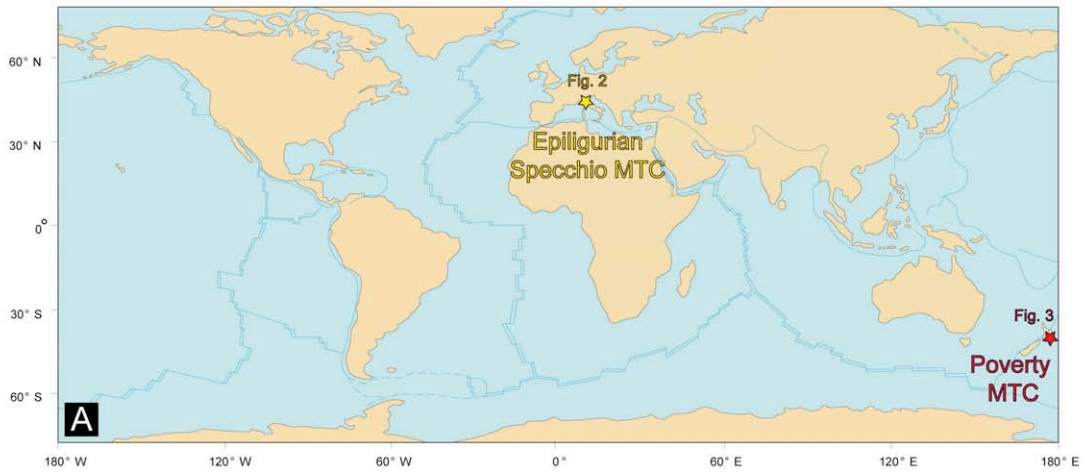 60° N
Fig. 2
Epiligurian
Specchio MTC
30° N
0°
30° S
Fig. 3
Poverty
MTC
60° S
A
180° W
120° W
60° W
0°
60° E
120° E
180° E